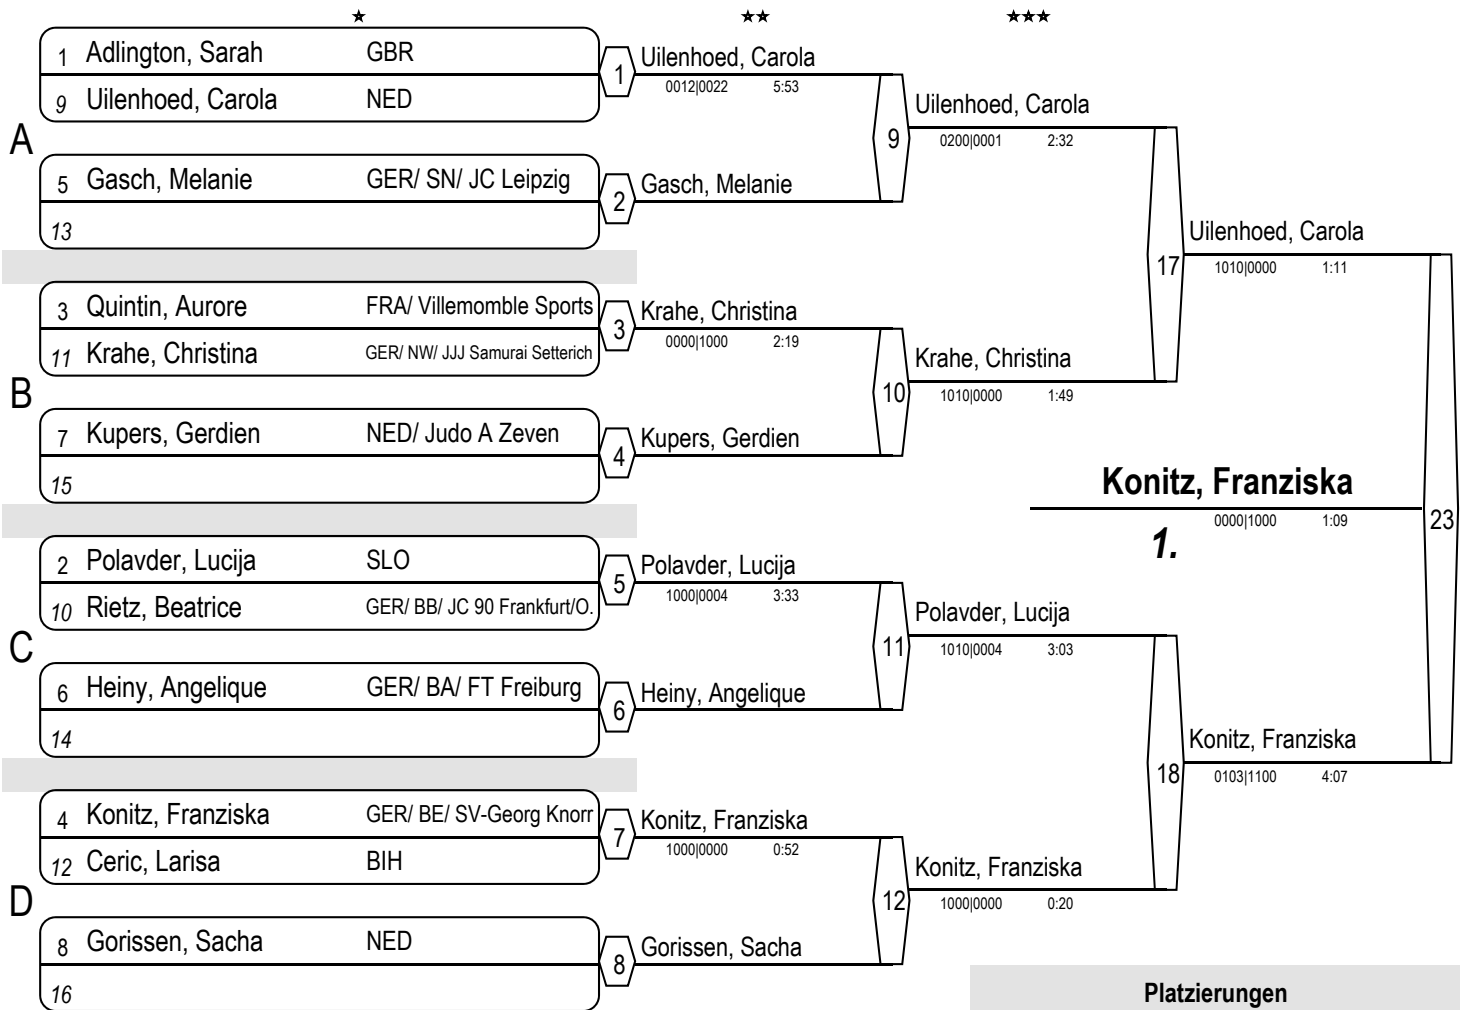 1 Adlington, Sarah GBR
9 Uilenhoed, Carola NED
A
5 Gasch, Melanie GER/ SN/ JC Leipzig
13
3 Quintin, Aurore FRA/ Villemomble Sports
11 Krahe, Christina GER/ NW/ JJJ Samurai Setterich
B
7 Kupers, Gerdien NED/ Judo A Zeven
15
2 Polavder, Lucija SLO
10 Rietz, Beatrice GER/ BB/ JC 90 Frankfurt/O.
C
6 Heiny, Angelique GER/ BA/ FT Freiburg
14
4 Konitz, Franziska GER/ BE/ SV-Georg Knorr
12 Ceric, Larisa BIH
D
8 Gorissen, Sacha NED
16
1 Uilenhoed, Carola
0012|0022 5:53
2 Gasch, Melanie
3 Krahe, Christina
0000|1000 2:19
4 Kupers, Gerdien
5 Polavder, Lucija
1000|0004 3:33
6 Heiny, Angelique
7 Konitz, Franziska
1000|0000 0:52
8 Gorissen, Sacha
9 Uilenhoed, Carola
0200|0001 2:32
10 Krahe, Christina
1010|0000 1:49
11 Polavder, Lucija
1010|0004 3:03
12 Konitz, Franziska
1000|0000 0:20
17 Uilenhoed, Carola
1010|0000 1:11
18 Konitz, Franziska
0103|1100 4:07
23 Konitz, Franziska
0000|1000 1:09
1.
Platzierungen